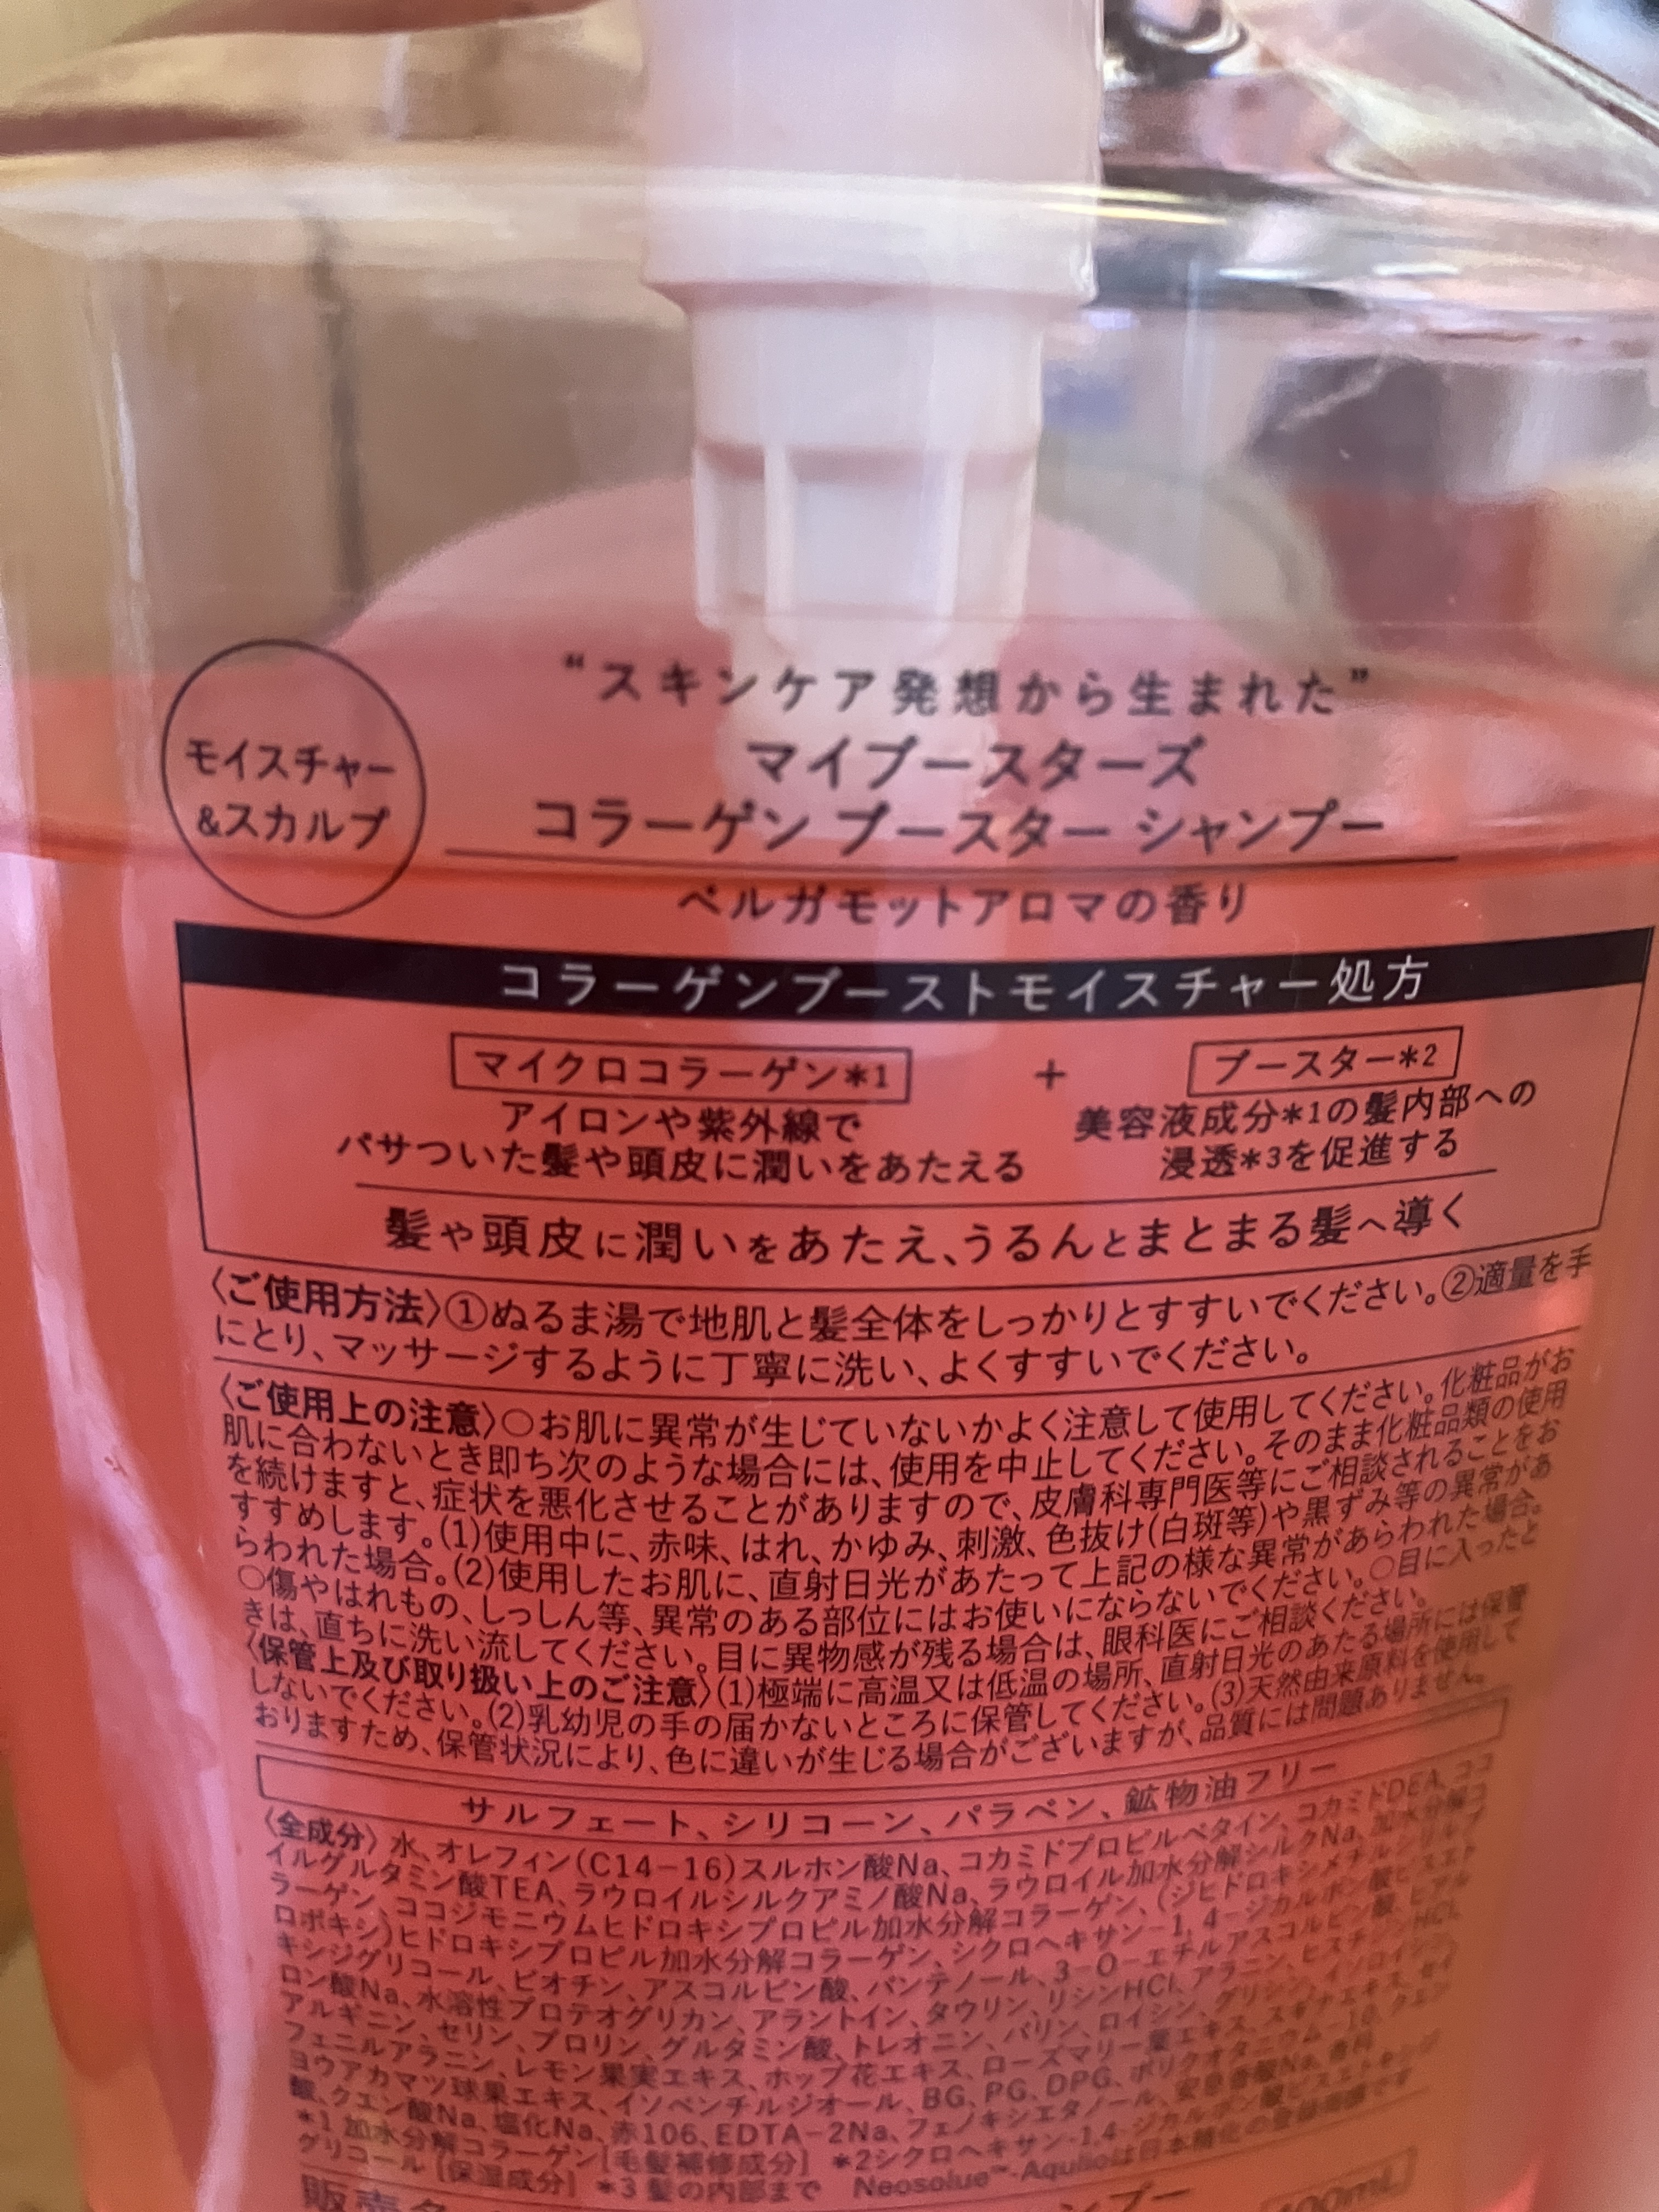 モイスチャー
&スカルプ
“スキンケア発想から生まれた”
マイブースターズ
コラーゲン ブースター シャンプー
ベルガモットアロマの香り
コラーゲンブーストモイスチャー処方
マイクロコラーゲン*1 + ブースター*2
アイロンや紫外線で
パサついた髪や頭皮に潤いをあたえる
美容液成分*1の髪内部への
浸透*3を促進する
髪や頭皮に潤いをあたえ、うるんとまとまる髪へ導く
〈ご使用方法〉①ぬるま湯で地肌と髪全体をしっかりとすすいでください。②適量を手
にとり、マッサージするように丁寧に洗い、よくすすいでください。
〈ご使用上の注意〉○お肌に異常が生じていないかよく注意して使用してください。化粧品がお
肌に合わないとき即ち次のような場合には、使用を中止してください。そのまま化粧品類の使用
を続けますと、症状を悪化させることがありますので、皮膚科専門医等にご相談されることをお
すすめします。(1)使用中に、赤味、はれ、かゆみ、刺激、色抜け(白斑等)や黒ずみ等の異常があ
らわれた場合。(2)使用したお肌に、直射日光があたって上記の様な異常があらわれた場合。
○傷やはれもの、しっしん等、異常のある部位にはお使いにならないでください。○目に入ったと
きは、直ちに洗い流してください。目に異物感が残る場合は、眼科医にご相談ください。
〈保管上及び取り扱い上のご注意〉(1)極端に高温又は低温の場所、直射日光のあたる場所には保管
しないでください。(2)乳幼児の手の届かないところに保管してください。(3)天然由来原料を使用して
おりますため、保管状況により、色に違いが生じる場合がございますが、品質には問題ありません。
サルフェート、シリコーン、パラベン、鉱物油フリー
〈全成分〉水、オレフィン(C14-16)スルホン酸Na、コカミドプロピルベタイン、コカミドDEA、ココ
イルグルタミン酸TEA、ラウロイルシルクアミノ酸Na、ラウロイル加水分解シルクNa、加水分解コ
ラーゲン、ココジモニウムヒドロキシプロピル加水分解コラーゲン、(ジヒドロキシメチルシリルプ
ロポキシ)ヒドロキシプロピル加水分解コラーゲン、シクロヘキサン-1,4-ジカルボン酸ビスエト
キシジグリコール、ビオチン、アスコルビン酸、パンテノール、3-O-エチルアスコルビン酸、ヒアル
ロン酸Na、水溶性プロテオグリカン、アラントイン、タウリン、リシンHCl、アラニン、ヒスチジンHCl、
アルギニン、セリン、プロリン、グルタミン酸、トレオニン、バリン、ロイシン、グリシン、イソロイシン、
フェニルアラニン、レモン果実エキス、ホップ花エキス、ローズマリー葉エキス、スギナエキス、セイ
ヨウアカマツ球果エキス、イソペンチルジオール、BG、PG、DPG、ポリクオタニウム-10、クエン
酸、クエン酸Na、塩化Na、赤106、EDTA-2Na、フェノキシエタノール、安息香酸Na、香料
*1 加水分解コラーゲン[毛髪補修成分] *2シクロヘキサン-1,4-ジカルボン酸ビスエトキシジ
グリコール [保湿成分] *3 髪の内部まで Neosolue™-Aqulioは日本精化の登録商標です
販売名
ンプー
400mL